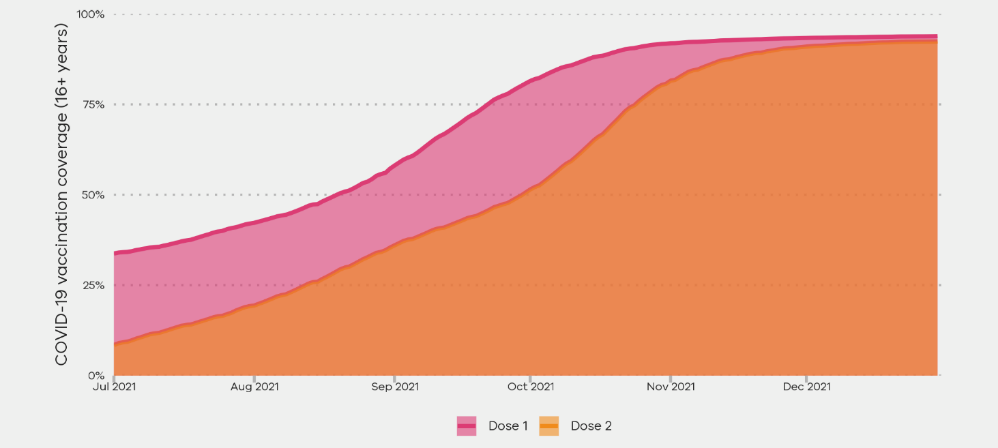 COVID-19 vaccination coverage (16+ years)
100%
75%
50%
25%
0%
Jul 2021 Aug 2021 Sep 2021 Oct 2021 Nov 2021 Dec 2021
Dose 1 Dose 2